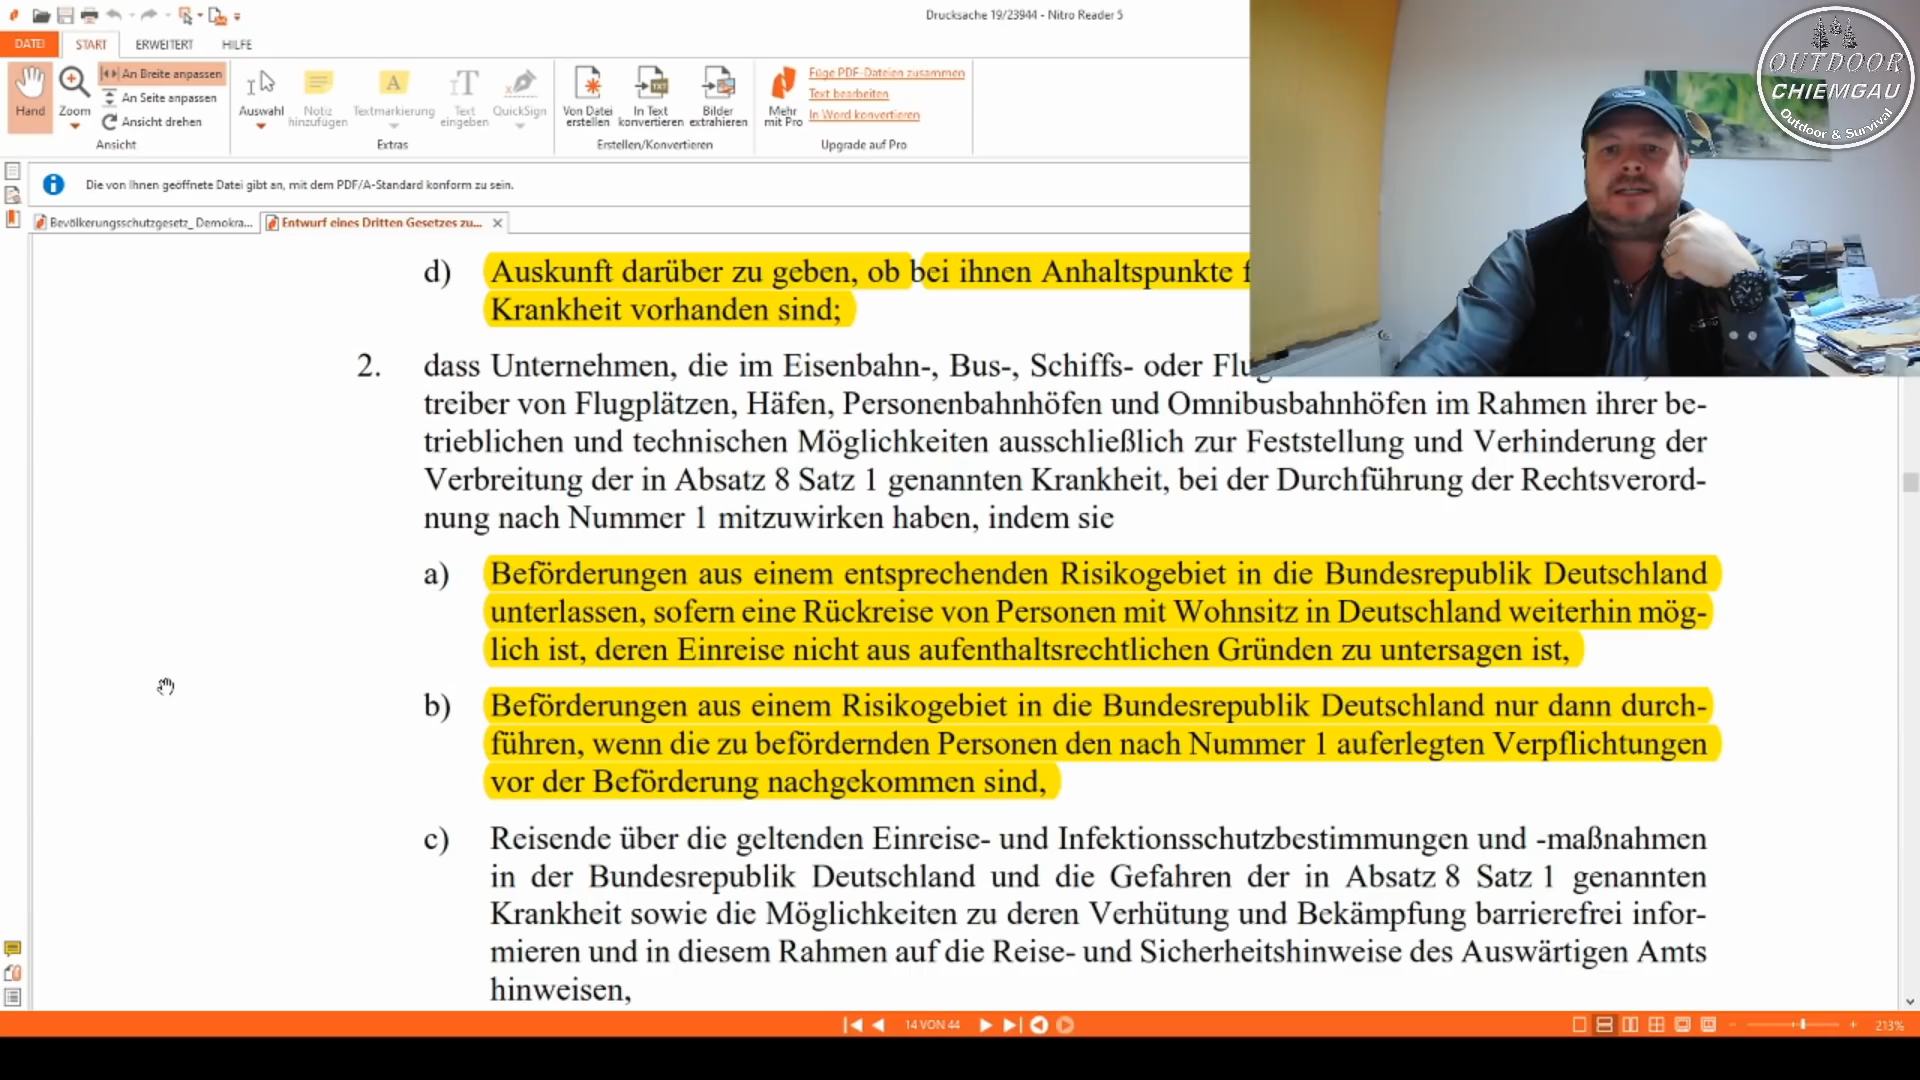 Drucksache 19/23944 - Nitro Reader 5
DATEI START ERWEITERT HILFE
Hand
Zoom
An Breite anpassen
An Seite anpassen
Ansicht drehen
Ansicht
Auswahl
Notiz
hinzufügen
Textmarkierung
Text
eingeben
QuickSign
Extras
Von Datei
erstellen
In Text
konvertieren
Bilder
extrahieren
Erstellen/Konvertieren
Mehr
mit Pro
Füge PDF-Dateien zusammen
Text bearbeiten
In Word konvertieren
Upgrade auf Pro
OUTDOOR
CHIEMGAU
Outdoor & Survival
Die von Ihnen geöffnete Datei gibt an, mit dem PDF/A-Standard konform zu sein.
Bevölkerungsschutzgesetz_ Demokra... Entwurf eines Dritten Gesetzes zu...
d) Auskunft darüber zu geben, ob bei ihnen Anhaltspunkte f
Krankheit vorhanden sind;
2. dass Unternehmen, die im Eisenbahn-, Bus-, Schiffs- oder Flug
treiber von Flugplätzen, Häfen, Personenbahnhöfen und Omnibusbahnhöfen im Rahmen ihrer be-
trieblichen und technischen Möglichkeiten ausschließlich zur Feststellung und Verhinderung der
Verbreitung der in Absatz 8 Satz 1 genannten Krankheit, bei der Durchführung der Rechtsverord-
nung nach Nummer 1 mitzuwirken haben, indem sie
a) Beförderungen aus einem entsprechenden Risikogebiet in die Bundesrepublik Deutschland
unterlassen, sofern eine Rückreise von Personen mit Wohnsitz in Deutschland weiterhin mög-
lich ist, deren Einreise nicht aus aufenthaltsrechtlichen Gründen zu untersagen ist,
b) Beförderungen aus einem Risikogebiet in die Bundesrepublik Deutschland nur dann durch-
führen, wenn die zu befördernden Personen den nach Nummer 1 auferlegten Verpflichtungen
vor der Beförderung nachgekommen sind,
c) Reisende über die geltenden Einreise- und Infektionsschutzbestimmungen und -maßnahmen
in der Bundesrepublik Deutschland und die Gefahren der in Absatz 8 Satz 1 genannten
Krankheit sowie die Möglichkeiten zu deren Verhütung und Bekämpfung barrierefrei infor-
mieren und in diesem Rahmen auf die Reise- und Sicherheitshinweise des Auswärtigen Amts
hinweisen,
14 VON 44
213%